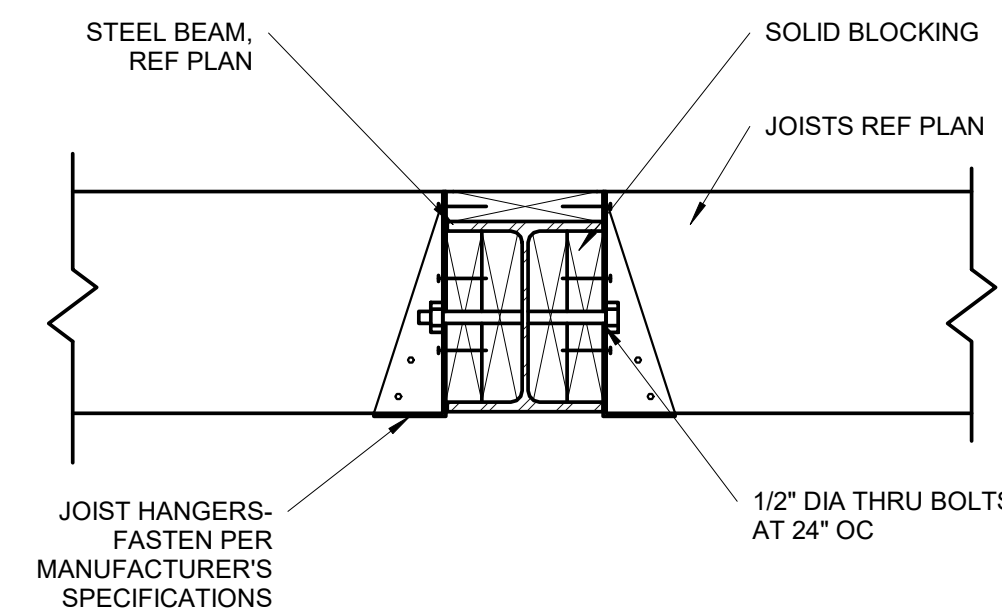 STEEL BEAM,
REF PLAN
SOLID BLOCKING
JOISTS REF PLAN
JOIST HANGERS-
FASTEN PER
MANUFACTURER'S
SPECIFICATIONS
1/2" DIA THRU BOLTS
AT 24" OC